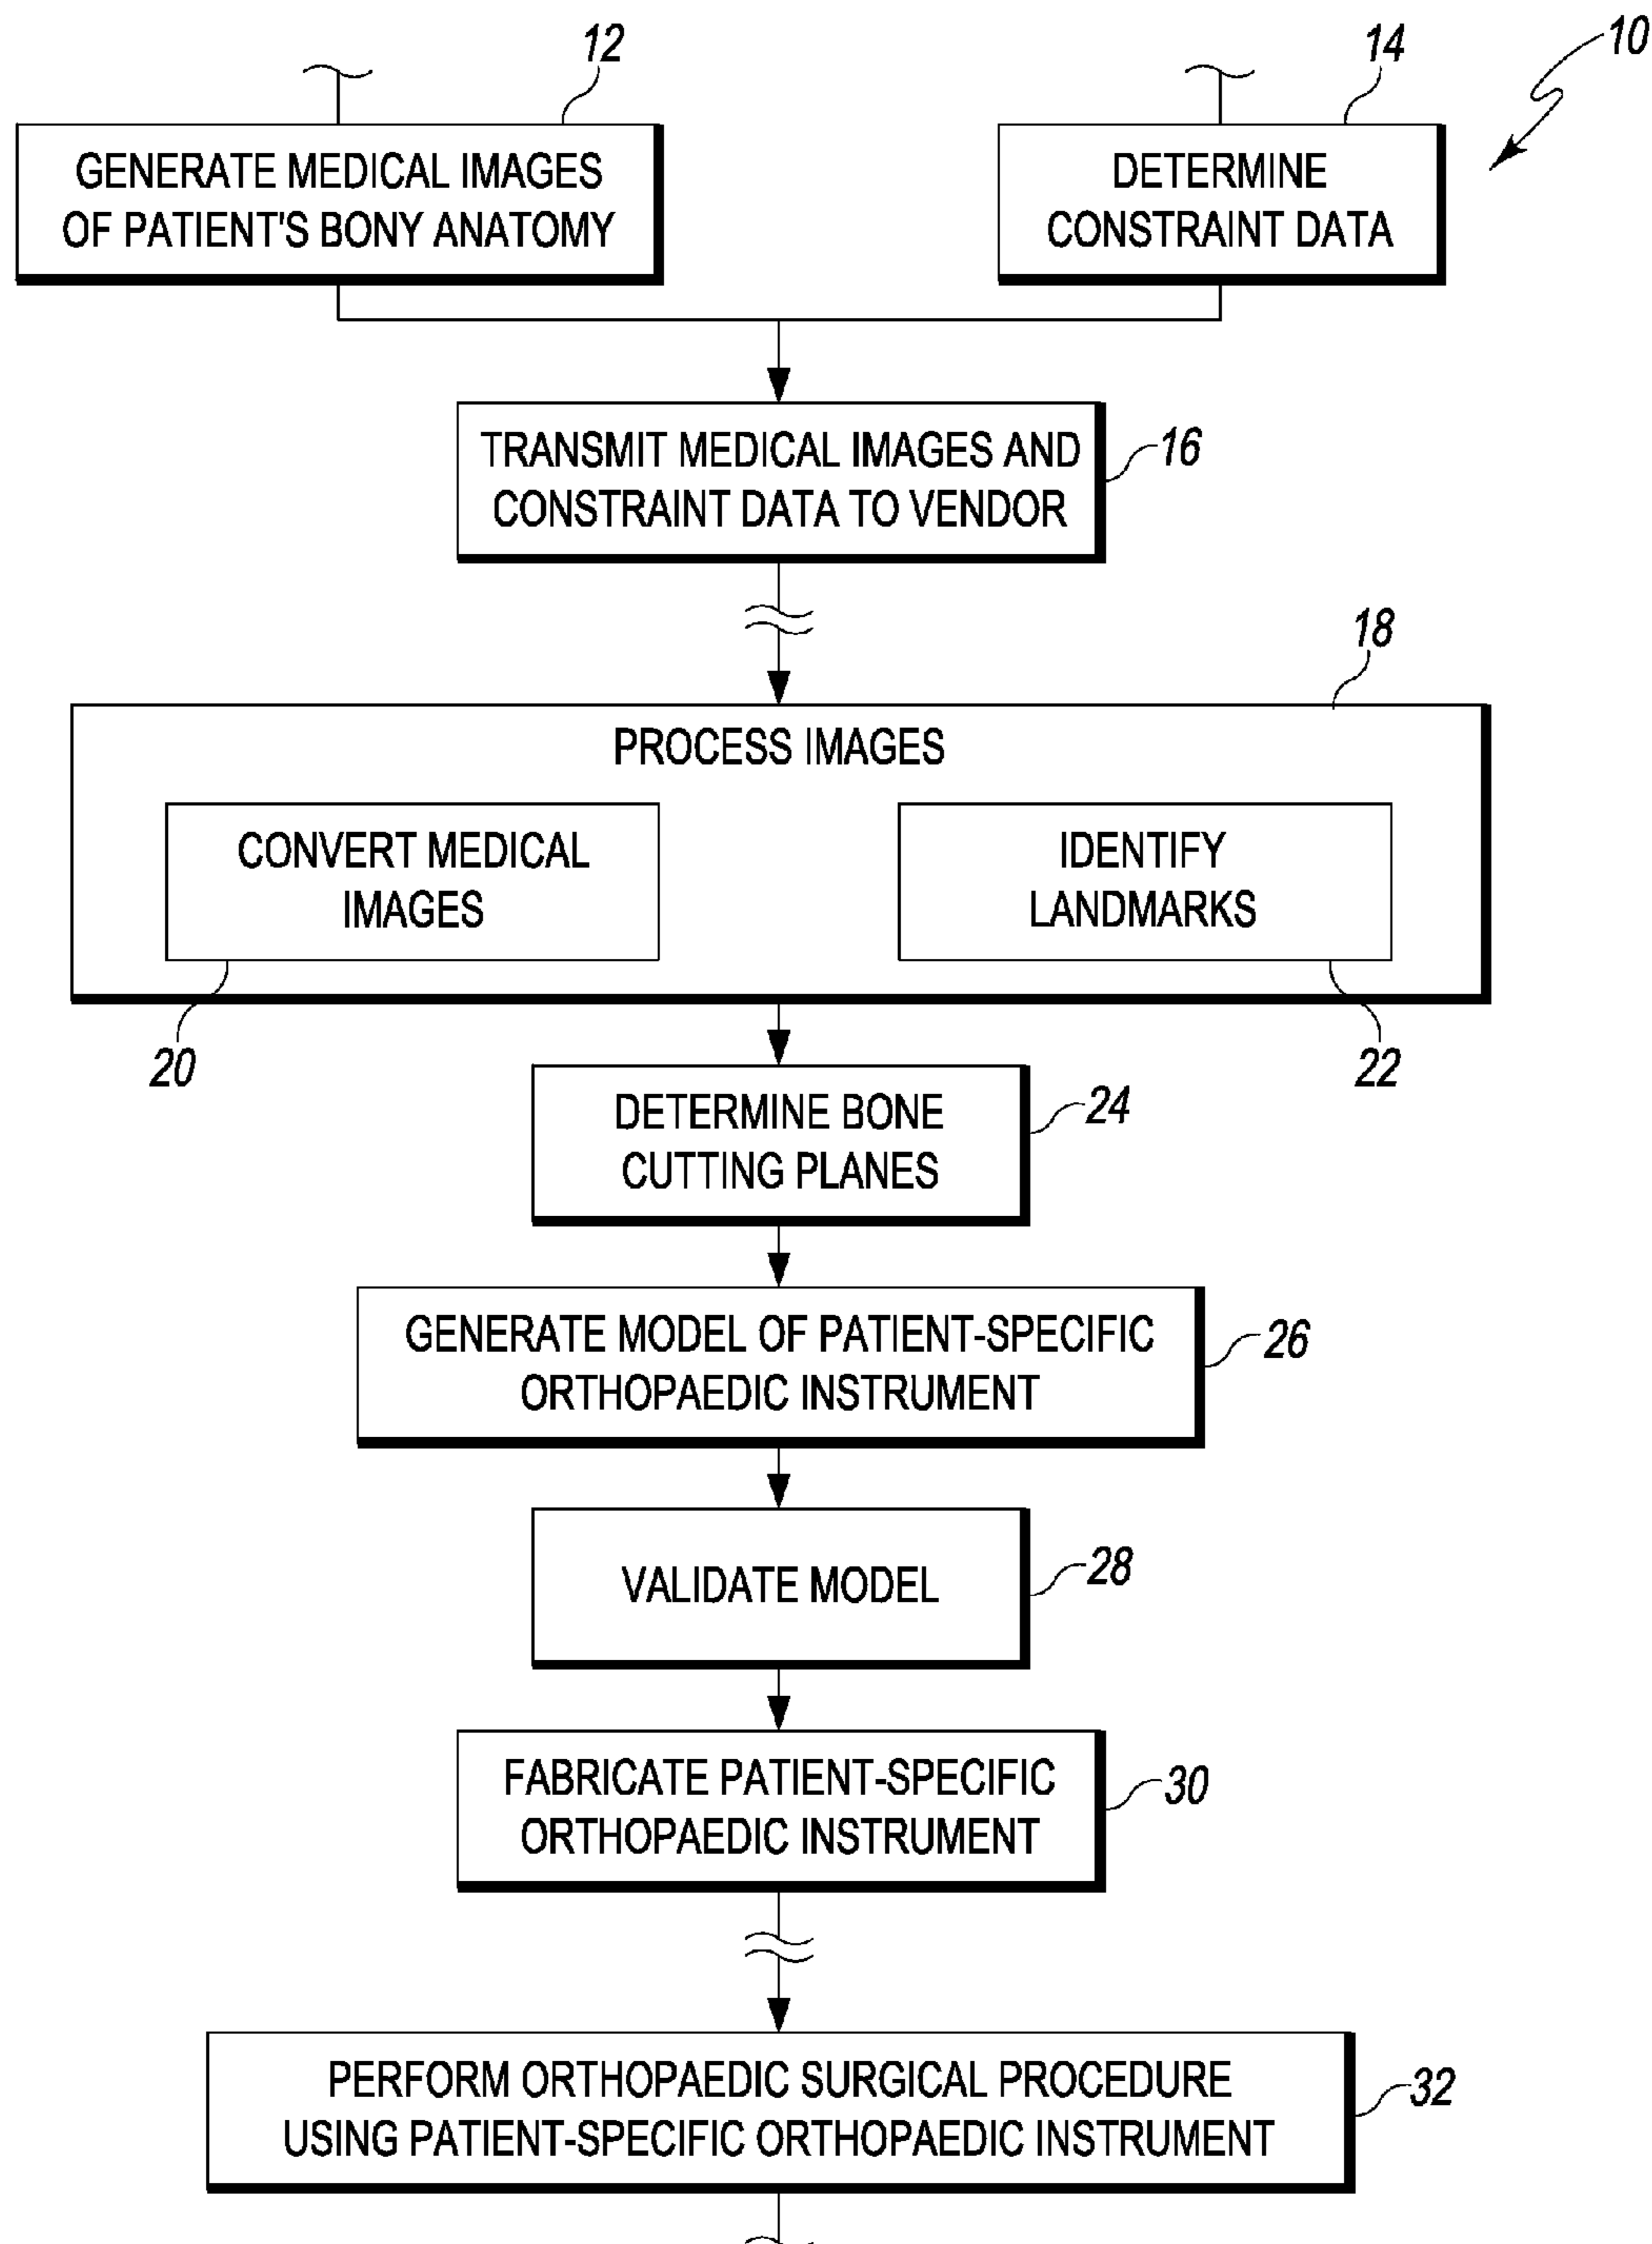 12
14
10
GENERATE MEDICAL IMAGES
OF PATIENT'S BONY ANATOMY
DETERMINE
CONSTRAINT DATA
TRANSMIT MEDICAL IMAGES AND
CONSTRAINT DATA TO VENDOR
16
18
PROCESS IMAGES
CONVERT MEDICAL
IMAGES
IDENTIFY
LANDMARKS
20
22
DETERMINE BONE
CUTTING PLANES
24
GENERATE MODEL OF PATIENT-SPECIFIC
ORTHOPAEDIC INSTRUMENT
26
VALIDATE MODEL
28
FABRICATE PATIENT-SPECIFIC
ORTHOPAEDIC INSTRUMENT
30
PERFORM ORTHOPAEDIC SURGICAL PROCEDURE
USING PATIENT-SPECIFIC ORTHOPAEDIC INSTRUMENT
32